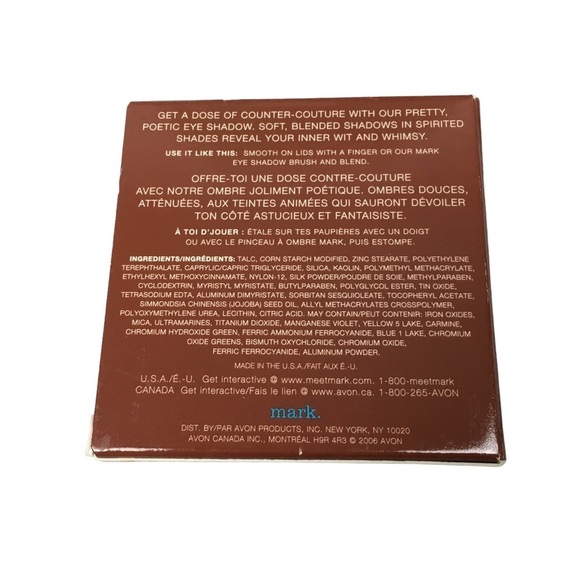 GET A DOSE OF COUNTER-COUTURE WITH OUR PRETTY,
POETIC EYE SHADOW. SOFT, BLENDED SHADOWS IN SPIRITED
SHADES REVEAL YOUR INNER WIT AND WHIMSY.
USE IT LIKE THIS: SMOOTH ON LIDS WITH A FINGER OR OUR MARK
EYE SHADOW BRUSH AND BLEND.
OFFRE-TOI UNE DOSE CONTRE-COUTURE
AVEC NOTRE OMBRE JOLIMENT POÉTIQUE. OMBRES DOUCES,
ATTÉNUÉES, AUX TEINTES ANIMÉES QUI SAURONT DÉVOILER
TON CÔTÉ ASTUCIEUX ET FANTAISISTE.
À TOI D'JOUER : ÉTALE SUR TES PAUPIÈRES AVEC UN DOIGT
OU AVEC LE PINCEAU À OMBRE MARK, PUIS ESTOMPE.
INGREDIENTS/INGRÉDIENTS: TALC, CORN STARCH MODIFIED, ZINC STEARATE, POLYETHYLENE
TEREPHTHALATE, CAPRYLIC/CAPRIC TRIGLYCERIDE, SILICA, KAOLIN, POLYMETHYL METHACRYLATE,
ETHYLHEXYL METHOXYCINNAMATE, NYLON-12, SILK POWDER/POUDRE DE SOIE, METHYLPARABEN,
CYCLODEXTRIN, MYRISTYL MYRISTATE, BUTYLPARABEN, POLYGLYCOL ESTER, TIN OXIDE,
TETRASODIUM EDTA, ALUMINUM DIMYRISTATE, SORBITAN SESQUIOLEATE, TOCOPHERYL ACETATE,
SIMMONDSIA CHINENSIS (JOJOBA) SEED OIL, ALLYL METHACRYLATES CROSSPOLYMER,
POLYOXYMETHYLENE UREA, LECITHIN, CITRIC ACID. MAY CONTAIN/PEUT CONTENIR: IRON OXIDES,
MICA, ULTRAMARINES, TITANIUM DIOXIDE, MANGANESE VIOLET, YELLOW 5 LAKE, CARMINE,
CHROMIUM HYDROXIDE GREEN, FERRIC AMMONIUM FERROCYANIDE, BLUE 1 LAKE, CHROMIUM
OXIDE GREENS, BISMUTH OXYCHLORIDE, CHROMIUM OXIDE,
FERRIC FERROCYANIDE, ALUMINUM POWDER.
MADE IN THE U.S.A./FAIT AUX É.-U.
U.S.A./É.-U. Get interactive @ www.meetmark.com. 1-800-meetmark
CANADA Get interactive/Fais le lien @ www.avon.ca. 1-800-265-AVON
mark.
DIST. BY/PAR AVON PRODUCTS, INC. NEW YORK, NY 10020
AVON CANADA INC., MONTRÉAL H9R 4R3 © 2006 AVON